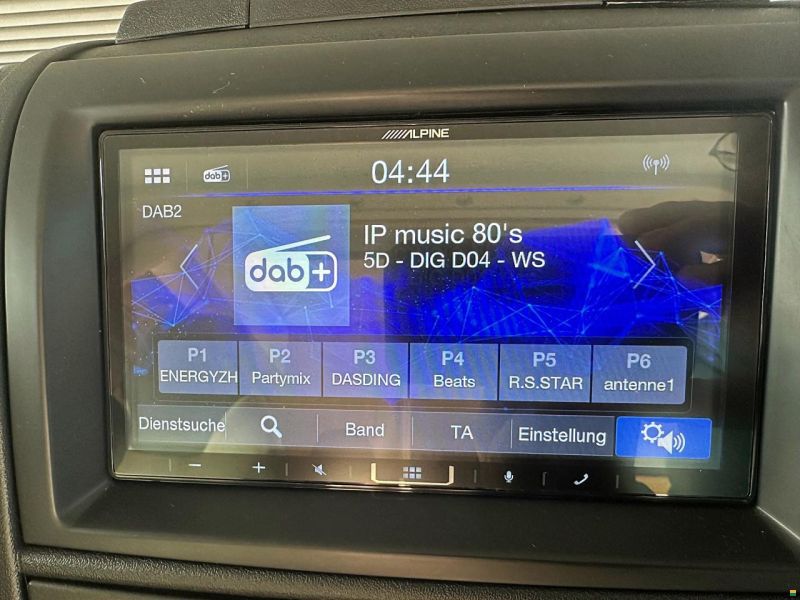 ALPINE
dab+
04:44
DAB2
dab+
IP music 80's
5D - DIG D04 - WS
P1 P2 P3 P4 P5 P6
ENERGYZH Partymix DASDING Beats R.S.STAR antenne1
Dienstsuche Band TA Einstellung